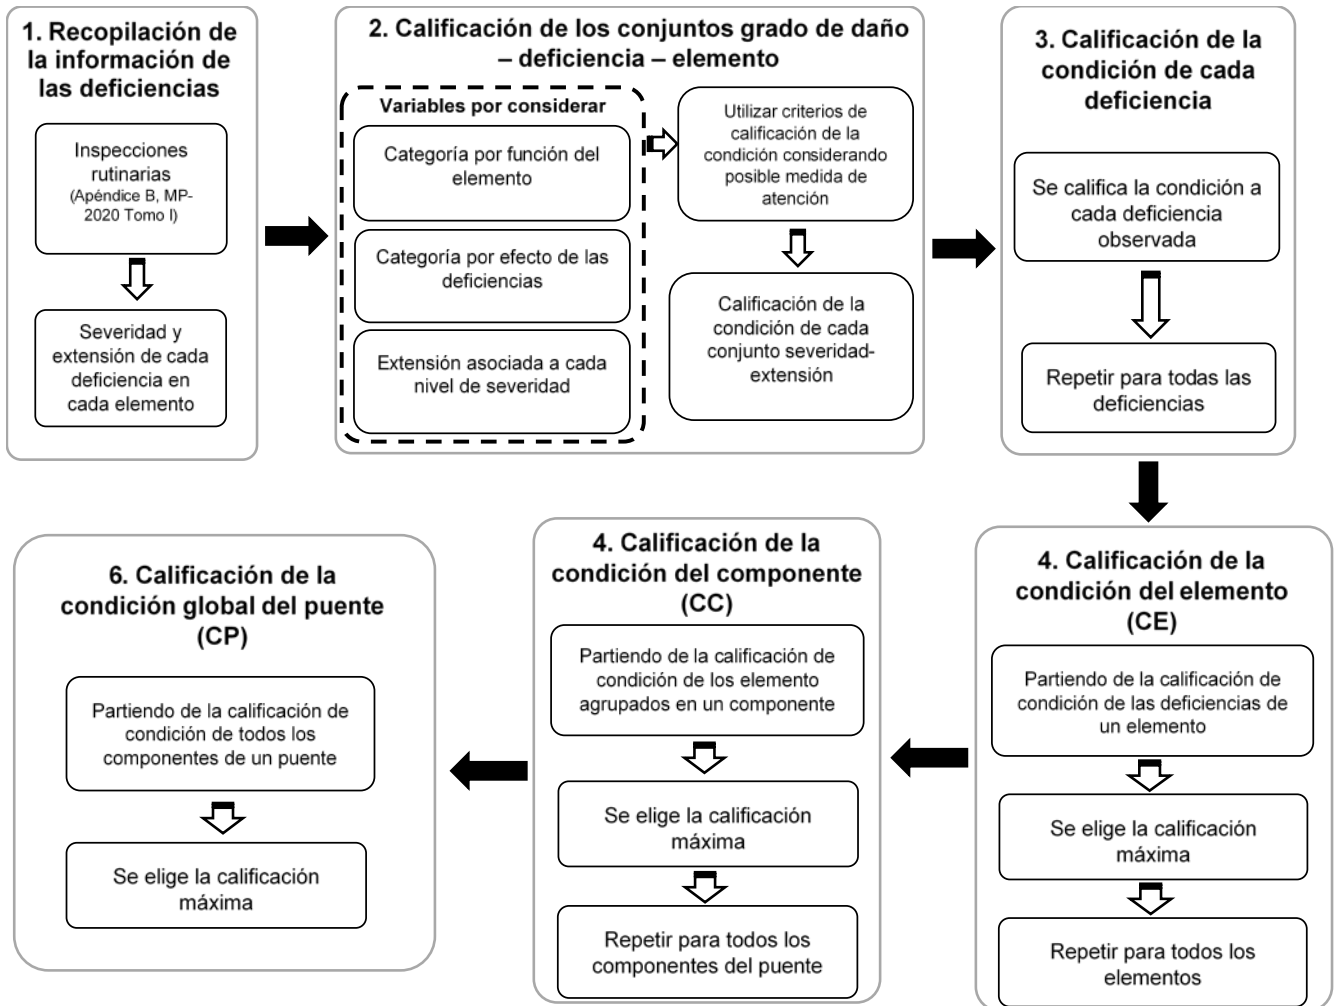 1. Recopilación de
la información de
las deficiencias
Inspecciones
rutinarias
(Apéndice B, MP-
2020 Tomo I)
Severidad y
extensión de cada
deficiencia en
cada elemento
2. Calificación de los conjuntos grado de daño
– deficiencia – elemento
Variables por considerar
Categoría por función del
elemento
Categoría por efecto de las
deficiencias
Extensión asociada a cada
nivel de severidad
Utilizar criterios de
calificación de la
condición considerando
posible medida de
atención
Calificación de la
condición de cada
conjunto severidad-
extensión
3. Calificación de la
condición de cada
deficiencia
Se califica la condición a
cada deficiencia
observada
Repetir para todas las
deficiencias
4. Calificación de la
condición del elemento
(CE)
Partiendo de la calificación de
condición de las deficiencias de
un elemento
Se elige la calificación
máxima
Repetir para todos los
elementos
4. Calificación de la
condición del componente
(CC)
Partiendo de la calificación de
condición de los elemento
agrupados en un componente
Se elige la calificación
máxima
Repetir para todos los
componentes del puente
6. Calificación de la
condición global del puente
(CP)
Partiendo de la calificación de
condición de todos los
componentes de un puente
Se elige la calificación
máxima